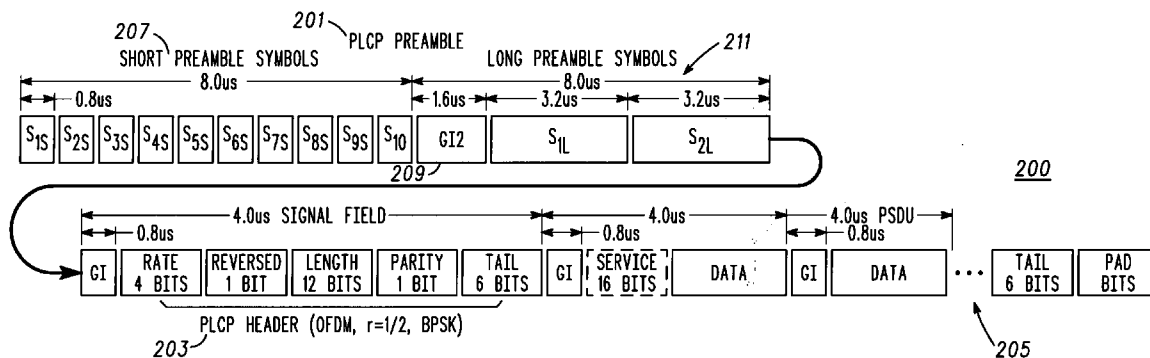 207
201
PLCP PREAMBLE
211
SHORT PREAMBLE SYMBOLS
LONG PREAMBLE SYMBOLS
8.0us
8.0us
0.8us
1.6us
3.2us
3.2us
S1S S2S S3S S4S S5S S6S S7S S8S S9S S10 GI2 S1L S2L
209
200
4.0us SIGNAL FIELD
4.0us
4.0us PSDU
0.8us
0.8us
0.8us
GI
RATE
4 BITS
REVERSED
1 BIT
LENGTH
12 BITS
PARITY
1 BIT
TAIL
6 BITS
GI
SERVICE
16 BITS
DATA
GI
DATA
...
TAIL
6 BITS
PAD
BITS
PLCP HEADER (OFDM, r=1/2, BPSK)
203
205